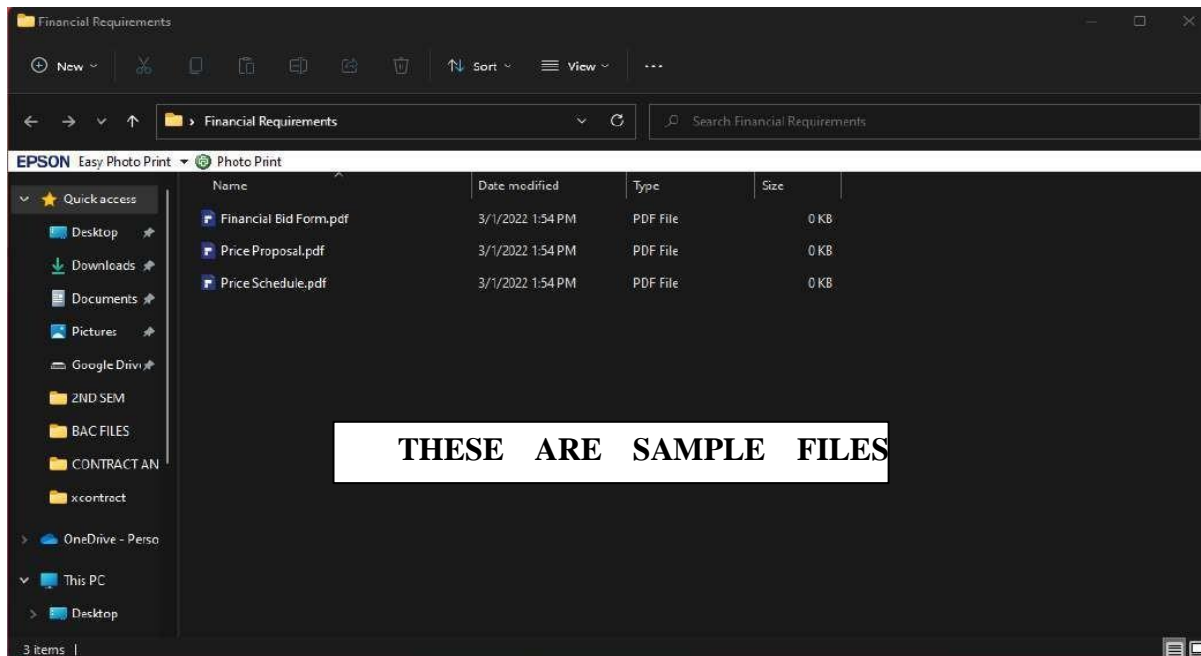 Financial Requirements
New
Sort
View
Financial Requirements
Search Financial Requirements
EPSON Easy Photo Print Photo Print
Name Date modified Type Size
Quick access
Financial Bid Form.pdf 3/1/2022 1:54 PM PDF File 0 KB
Desktop
Price Proposal.pdf 3/1/2022 1:54 PM PDF File 0 KB
Downloads
Price Schedule.pdf 3/1/2022 1:54 PM PDF File 0 KB
Documents
Pictures
Google Driv
2ND SEM
BAC FILES
THESE ARE SAMPLE FILES
CONTRACT AN
xcontract
OneDrive - Perso
This PC
Desktop
3 items